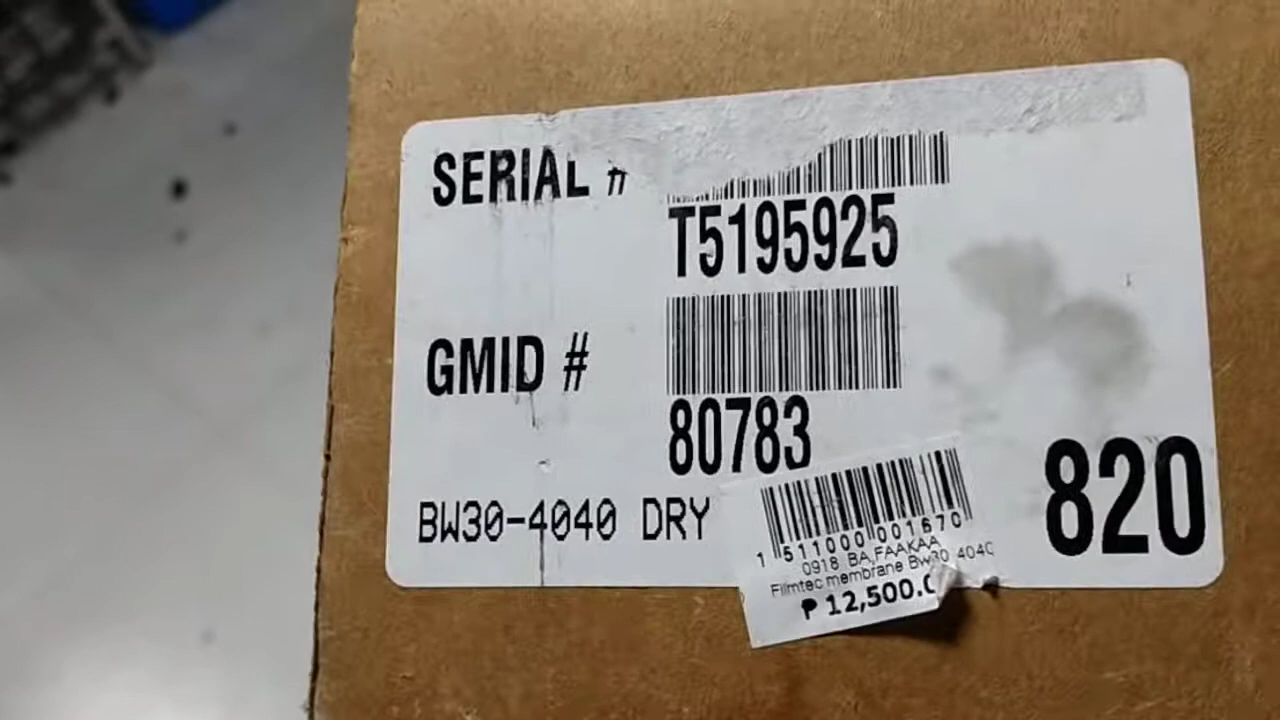 SERIAL #
T5195925
GMID #
80783
BW30-4040 DRY
820
1 511000 001670
0918 BA,FAAKAA
Filmtec membrane Bw30 4040
₱ 12,500.0